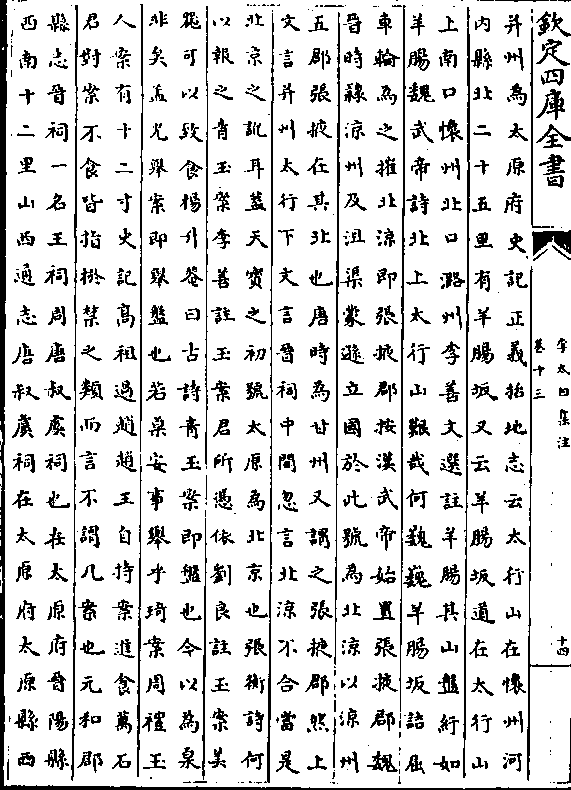 欽定四庫全書
李太白集注
卷十三
十四
并州為太原府史記正義括地志云太行山在懷州河
内縣北二十五里有羊腸坂又云羊腸坂道在太行山
上南口懷州北口潞州李善文選註羊腸其山盤紆如
羊腸魏武帝詩北上太行山艱哉何巍巍羊腸坂詰屈
車輪為之摧北涼即張掖郡按漢武帝始置張掖郡魏
晉時𨽻涼州及沮渠蒙遜立國於此號為北涼以涼州
五郡張掖在其北也唐時為甘州又謂之張掖郡然上
文言并州太行下文言晉祠中間忽言北涼不合當是
北京之訛耳蓋天寶之初號太原為北京也張衡詩何
以報之青玉案李善註玉案君所憑依劉良註玉案美
器可以致食楊升菴曰古詩青玉案即盤也今以為桌
非矣孟光舉案即舉盤也若桌安事舉乎琦案周禮玉
人案有十二寸史記高祖過趙趙王自持案進食萬石
君對案不食皆指棜禁之類而言不謂几案也元和郡
縣志晉祠一名王祠周唐叔虞祠也在太原府晉陽縣
西南十二里山西通志唐叔虞祠在太原府太原縣西